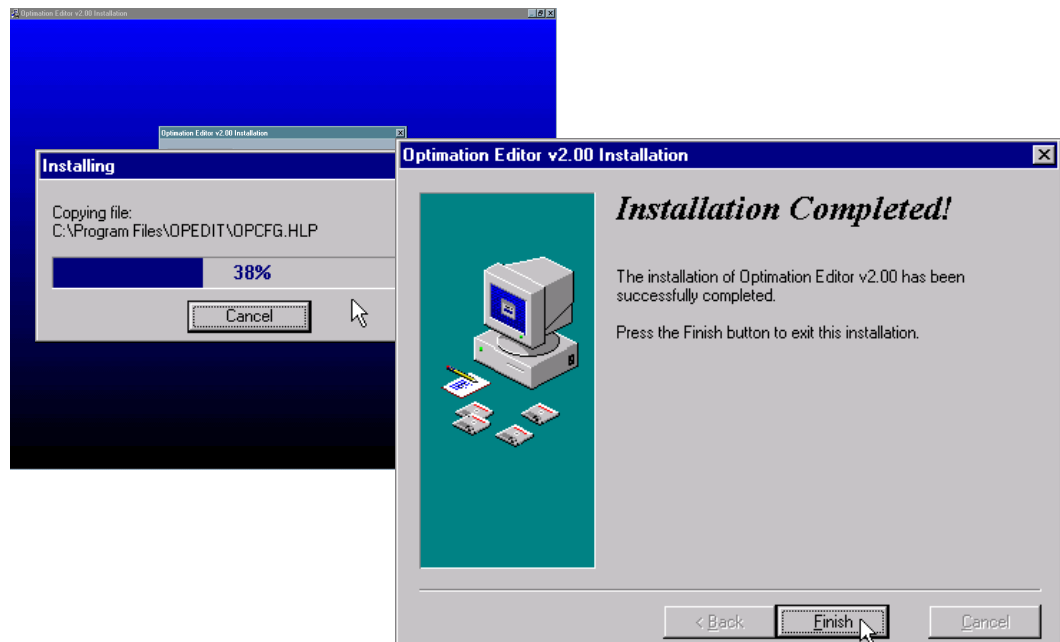 Optimation Editor v2.00 Installation
Optimation Editor v2.00 Installation
Installing
Copying file:
C:\Program Files\OPEDIT\OPCFG.HLP
38%
Cancel
Optimation Editor v2.00 Installation
Installation Completed!
The installation of Optimation Editor v2.00 has been
successfully completed.
Press the Finish button to exit this installation.
< Back
Finish
Cancel